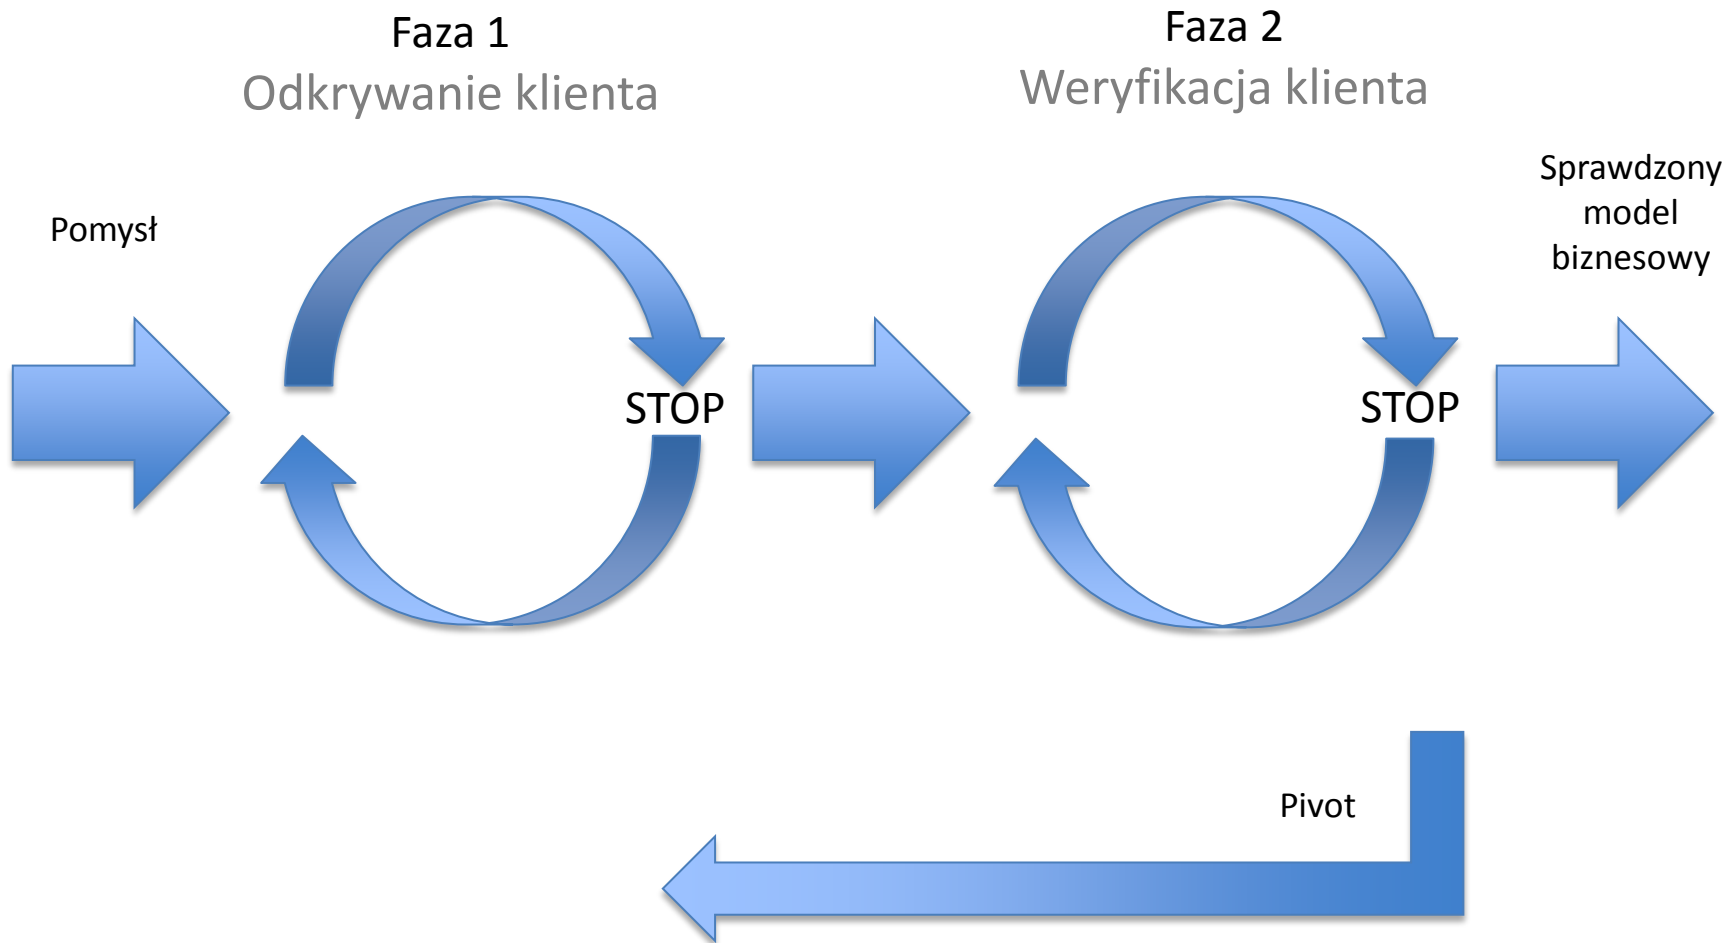 Faza 1
Odkrywanie klienta
Faza 2
Weryfikacja klienta
Pomysł
Sprawdzony
model
biznesowy
STOP
STOP
Pivot